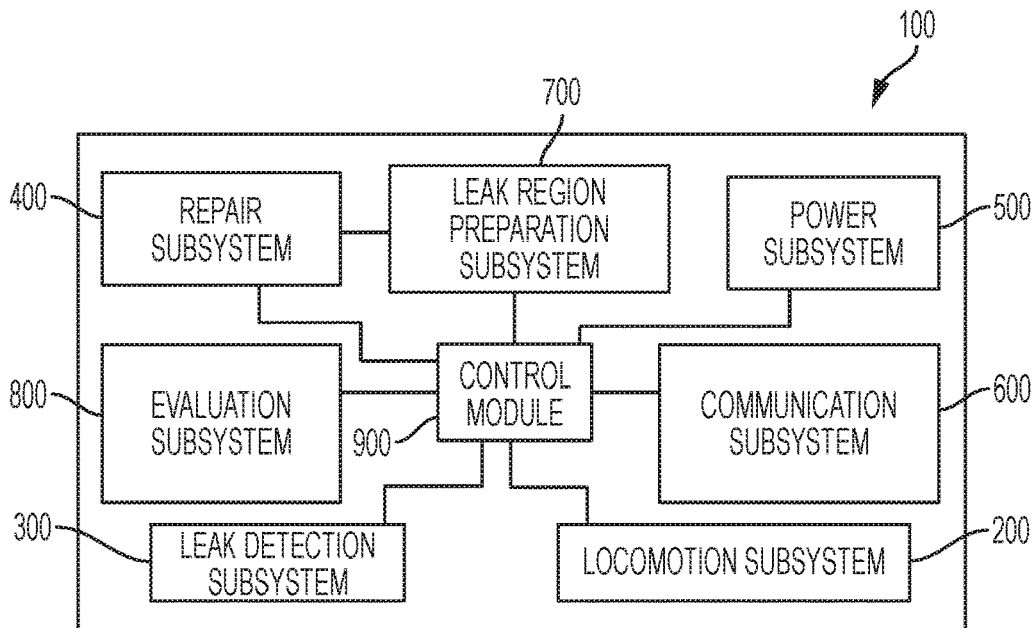 100
700
400
REPAIR
SUBSYSTEM
LEAK REGION
PREPARATION
SUBSYSTEM
POWER
SUBSYSTEM
500
800
EVALUATION
SUBSYSTEM
CONTROL
MODULE
900
COMMUNICATION
SUBSYSTEM
600
300
LEAK DETECTION
SUBSYSTEM
LOCOMOTION SUBSYSTEM
200